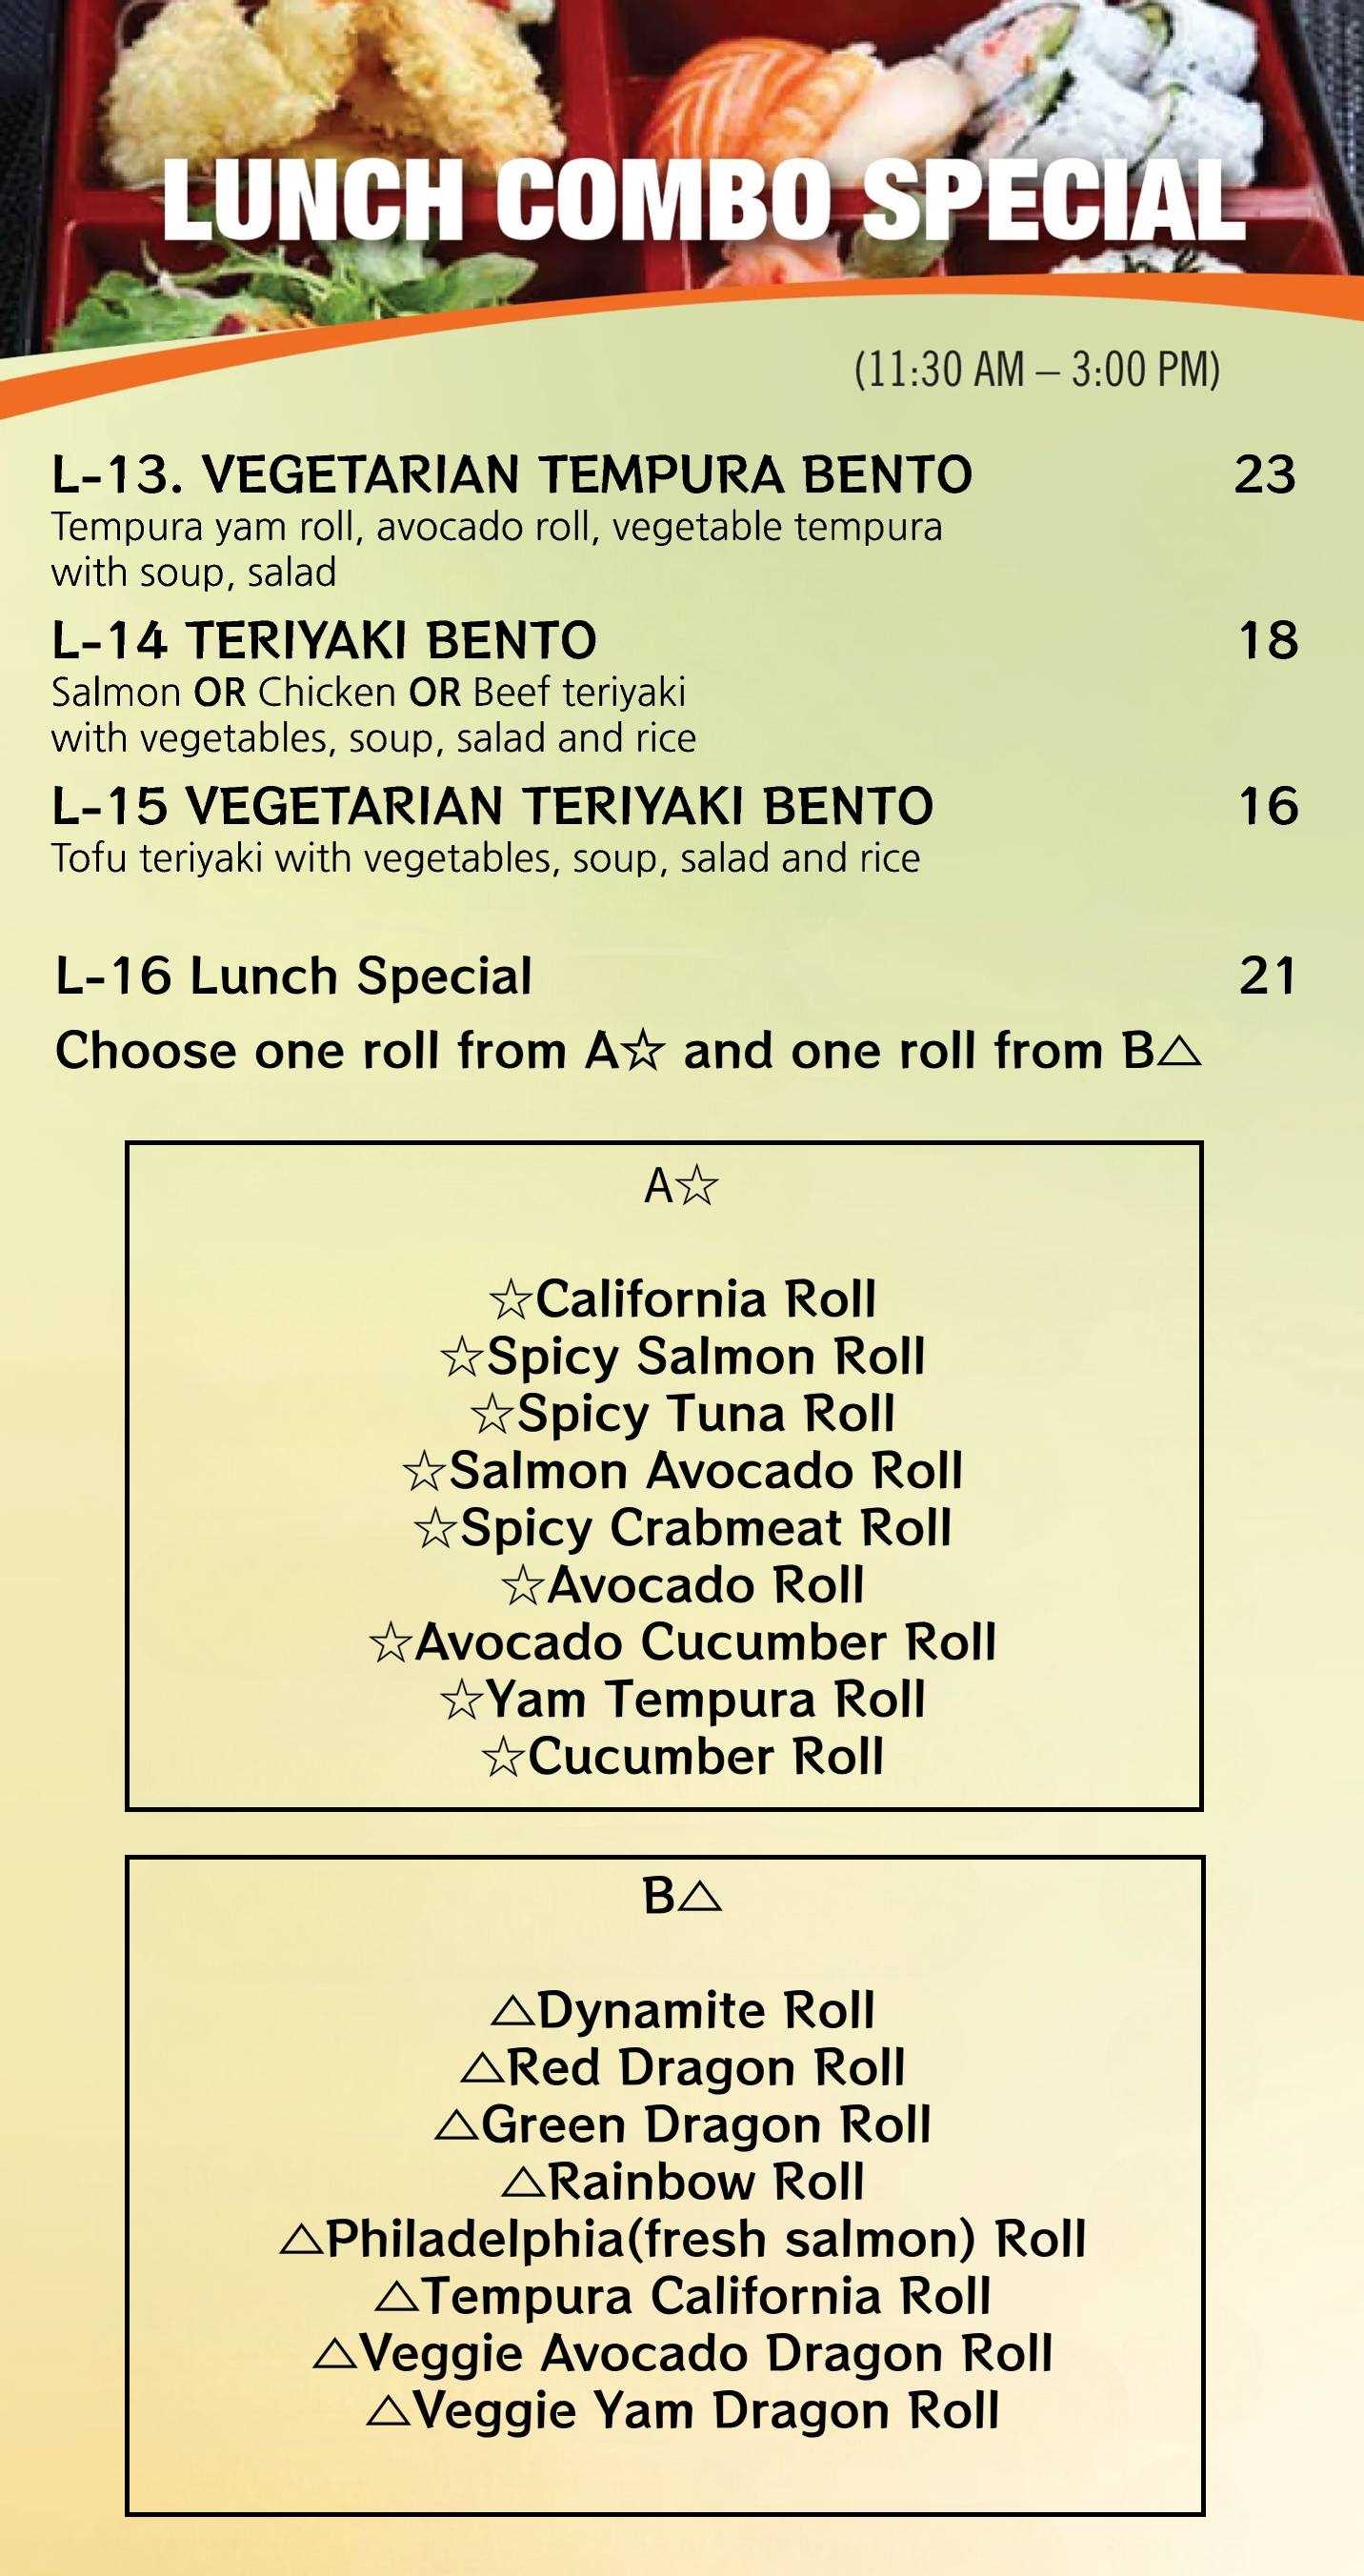 LUNCH COMBO SPECIAL
(11:30 AM – 3:00 PM)
L-13. VEGETARIAN TEMPURA BENTO 23
Tempura yam roll, avocado roll, vegetable tempura
with soup, salad
L-14 TERIYAKI BENTO 18
Salmon OR Chicken OR Beef teriyaki
with vegetables, soup, salad and rice
L-15 VEGETARIAN TERIYAKI BENTO 16
Tofu teriyaki with vegetables, soup, salad and rice
L-16 Lunch Special 21
Choose one roll from A☆ and one roll from B△
A☆
☆California Roll
☆Spicy Salmon Roll
☆Spicy Tuna Roll
☆Salmon Avocado Roll
☆Spicy Crabmeat Roll
☆Avocado Roll
☆Avocado Cucumber Roll
☆Yam Tempura Roll
☆Cucumber Roll
B△
△Dynamite Roll
△Red Dragon Roll
△Green Dragon Roll
△Rainbow Roll
△Philadelphia(fresh salmon) Roll
△Tempura California Roll
△Veggie Avocado Dragon Roll
△Veggie Yam Dragon Roll